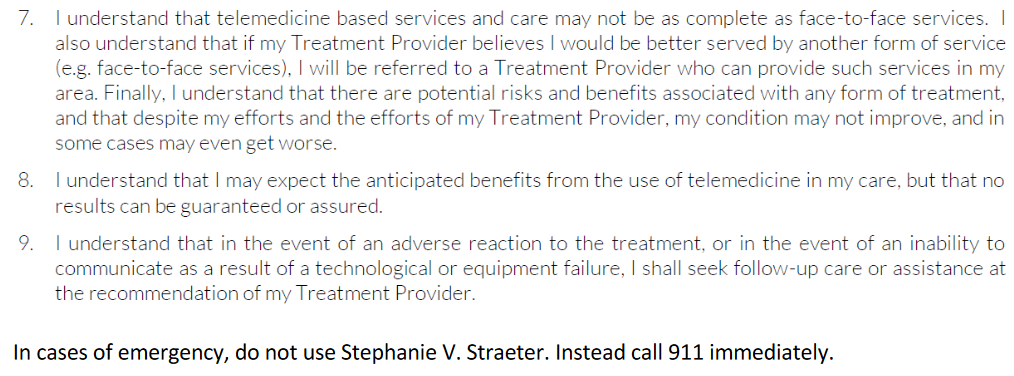 7. I understand that telemedicine based services and care may not be as complete as face-to-face services. I
also understand that if my Treatment Provider believes I would be better served by another form of service
(e.g. face-to-face services), I will be referred to a Treatment Provider who can provide such services in my
area. Finally, I understand that there are potential risks and benefits associated with any form of treatment,
and that despite my efforts and the efforts of my Treatment Provider, my condition may not improve, and in
some cases may even get worse.
8. I understand that I may expect the anticipated benefits from the use of telemedicine in my care, but that no
results can be guaranteed or assured.
9. I understand that in the event of an adverse reaction to the treatment, or in the event of an inability to
communicate as a result of a technological or equipment failure, I shall seek follow-up care or assistance at
the recommendation of my Treatment Provider.
In cases of emergency, do not use Stephanie V. Straeter. Instead call 911 immediately.